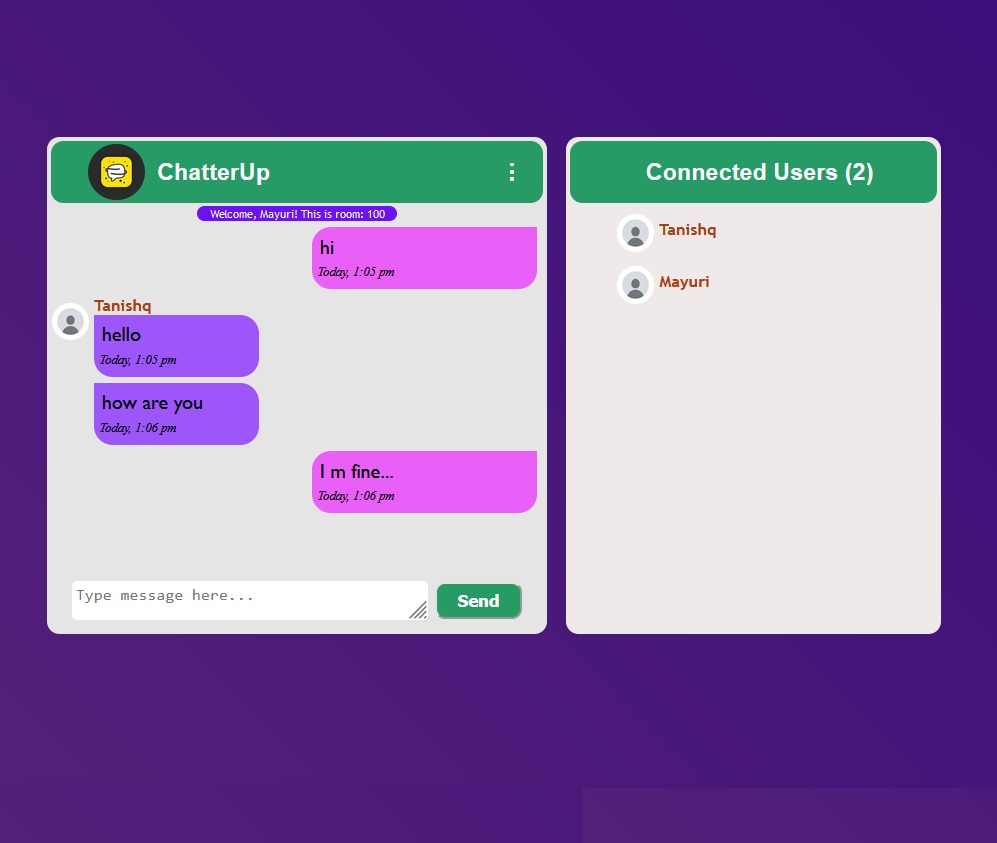 ChatterUp
Welcome, Mayuri! This is room: 100
hi
Today, 1:05 pm
Tanishq
hello
Today, 1:05 pm
how are you
Today, 1:06 pm
I m fine...
Today, 1:06 pm
Type message here...
Send
Connected Users (2)
Tanishq
Mayuri